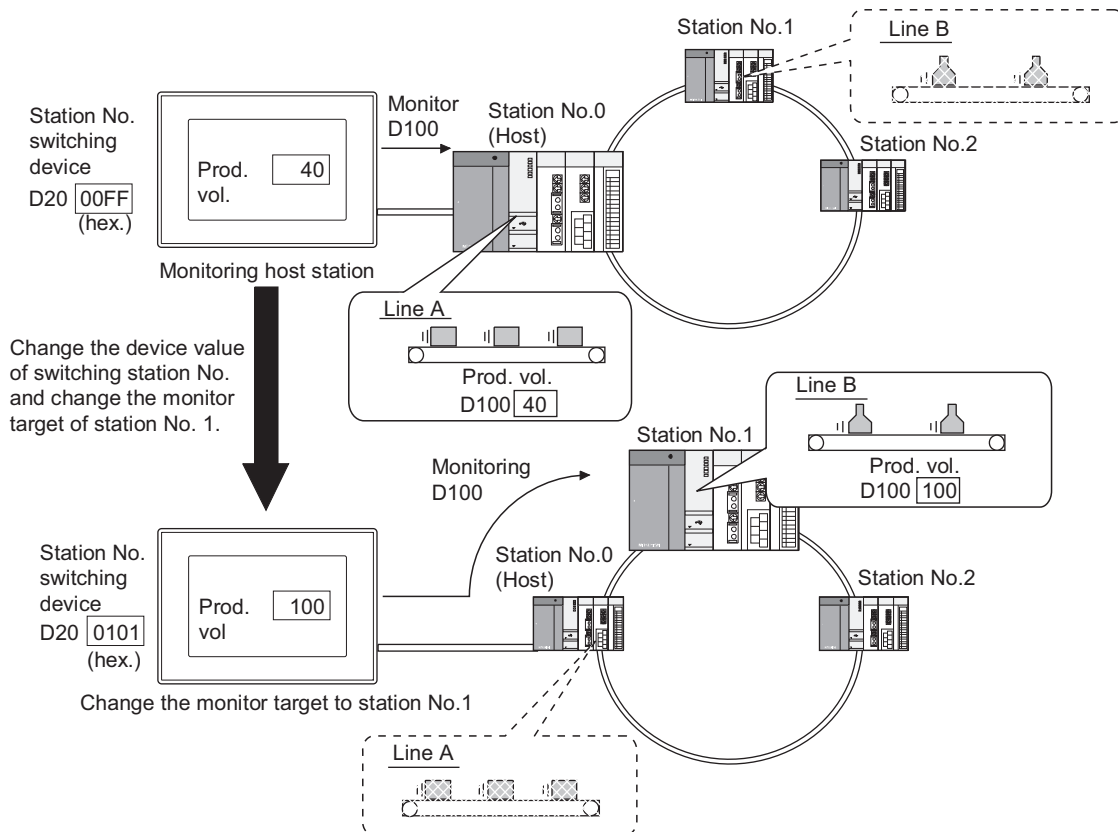 Station No.1
Line B
Monitor
D100
Station No.0
(Host)
Station No.
switching
device
D20 00FF
(hex.)
Prod.
vol.
40
Station No.2
Monitoring host station
Line A
Prod. vol.
D100 40
Change the device value
of switching station No.
and change the monitor
target of station No. 1.
Line B
Prod. vol.
D100 100
Station No.1
Monitoring
D100
Station No.
switching
device
D20 0101
(hex.)
Prod.
vol
100
Station No.0
(Host)
Station No.2
Change the monitor target to station No.1
Line A